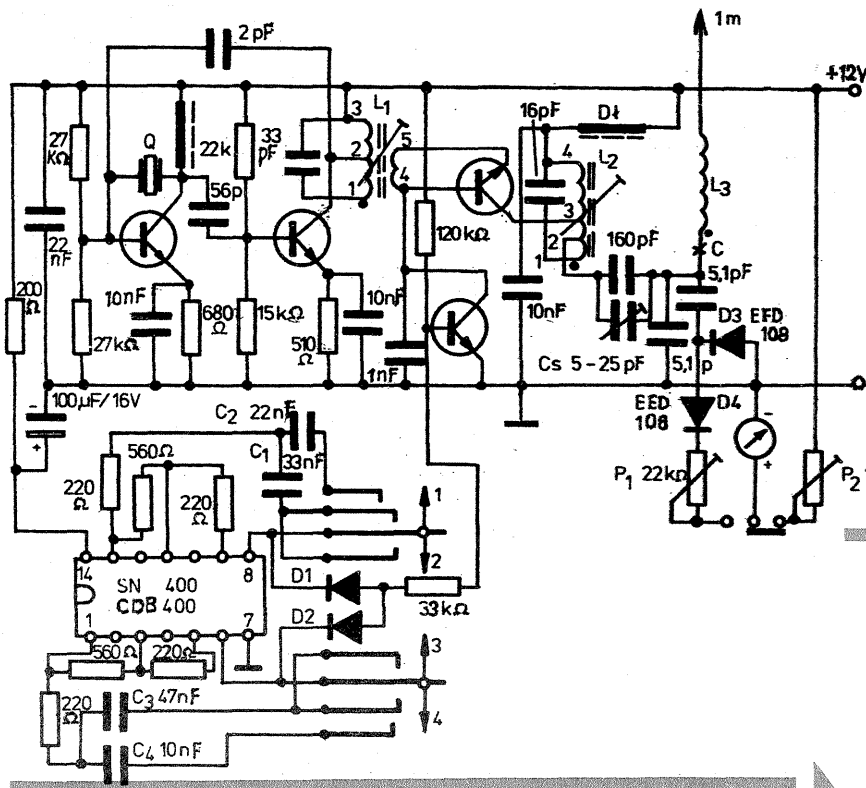 2 pF
1 m
+12V
27 KΩ
Q
22k
33 pF
L1
3
2
1
5
4
16pF
D1
4
L2
3
2
1
L3
56p
120kΩ
160pF
C
5,1pF
22 nF
10nF
680 Ω
15kΩ
510 Ω
10nF
1nF
10nF
D3 EFD 108
200 Ω
27kΩ
Cs 5-25pF
5,1p
100μF/16V
-
+
C2 22nF
C1 33nF
EED 108
D4
-
+
P1 22kΩ
P2
560Ω
220 Ω
220 Ω
14
8
SN 400
CDB 400
1
7
D1
D2
1
2
33kΩ
560Ω
220Ω
220 Ω
C3 47nF
C4 10nF
3
4